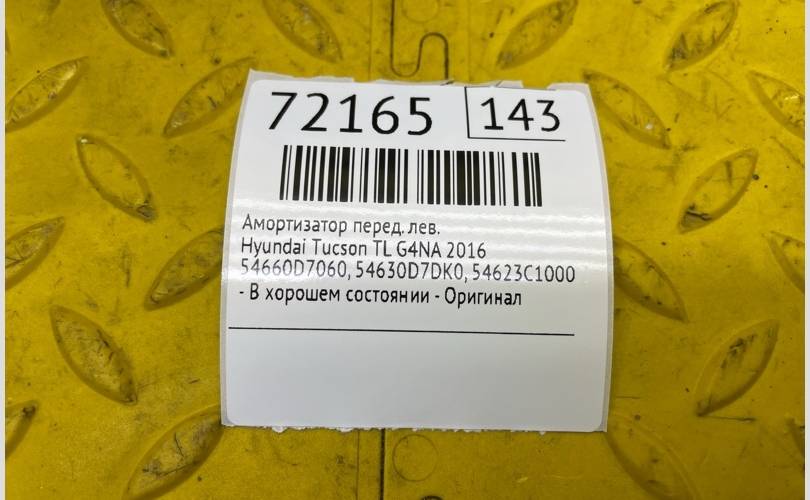 72165 143
Амортизатор перед. лев.
Hyundai Tucson TL G4NA 2016
54660D7060, 54630D7DK0, 54623C1000
- В хорошем состоянии - Оригинал